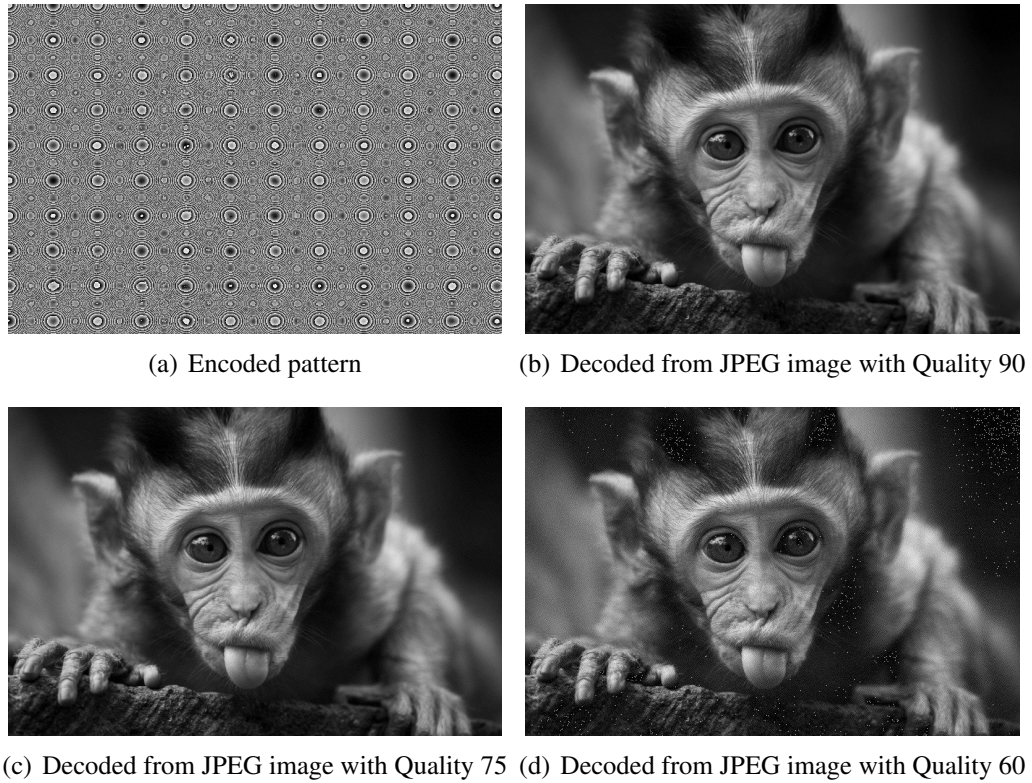 (a) Encoded pattern
(b) Decoded from JPEG image with Quality 90
(c) Decoded from JPEG image with Quality 75
(d) Decoded from JPEG image with Quality 60